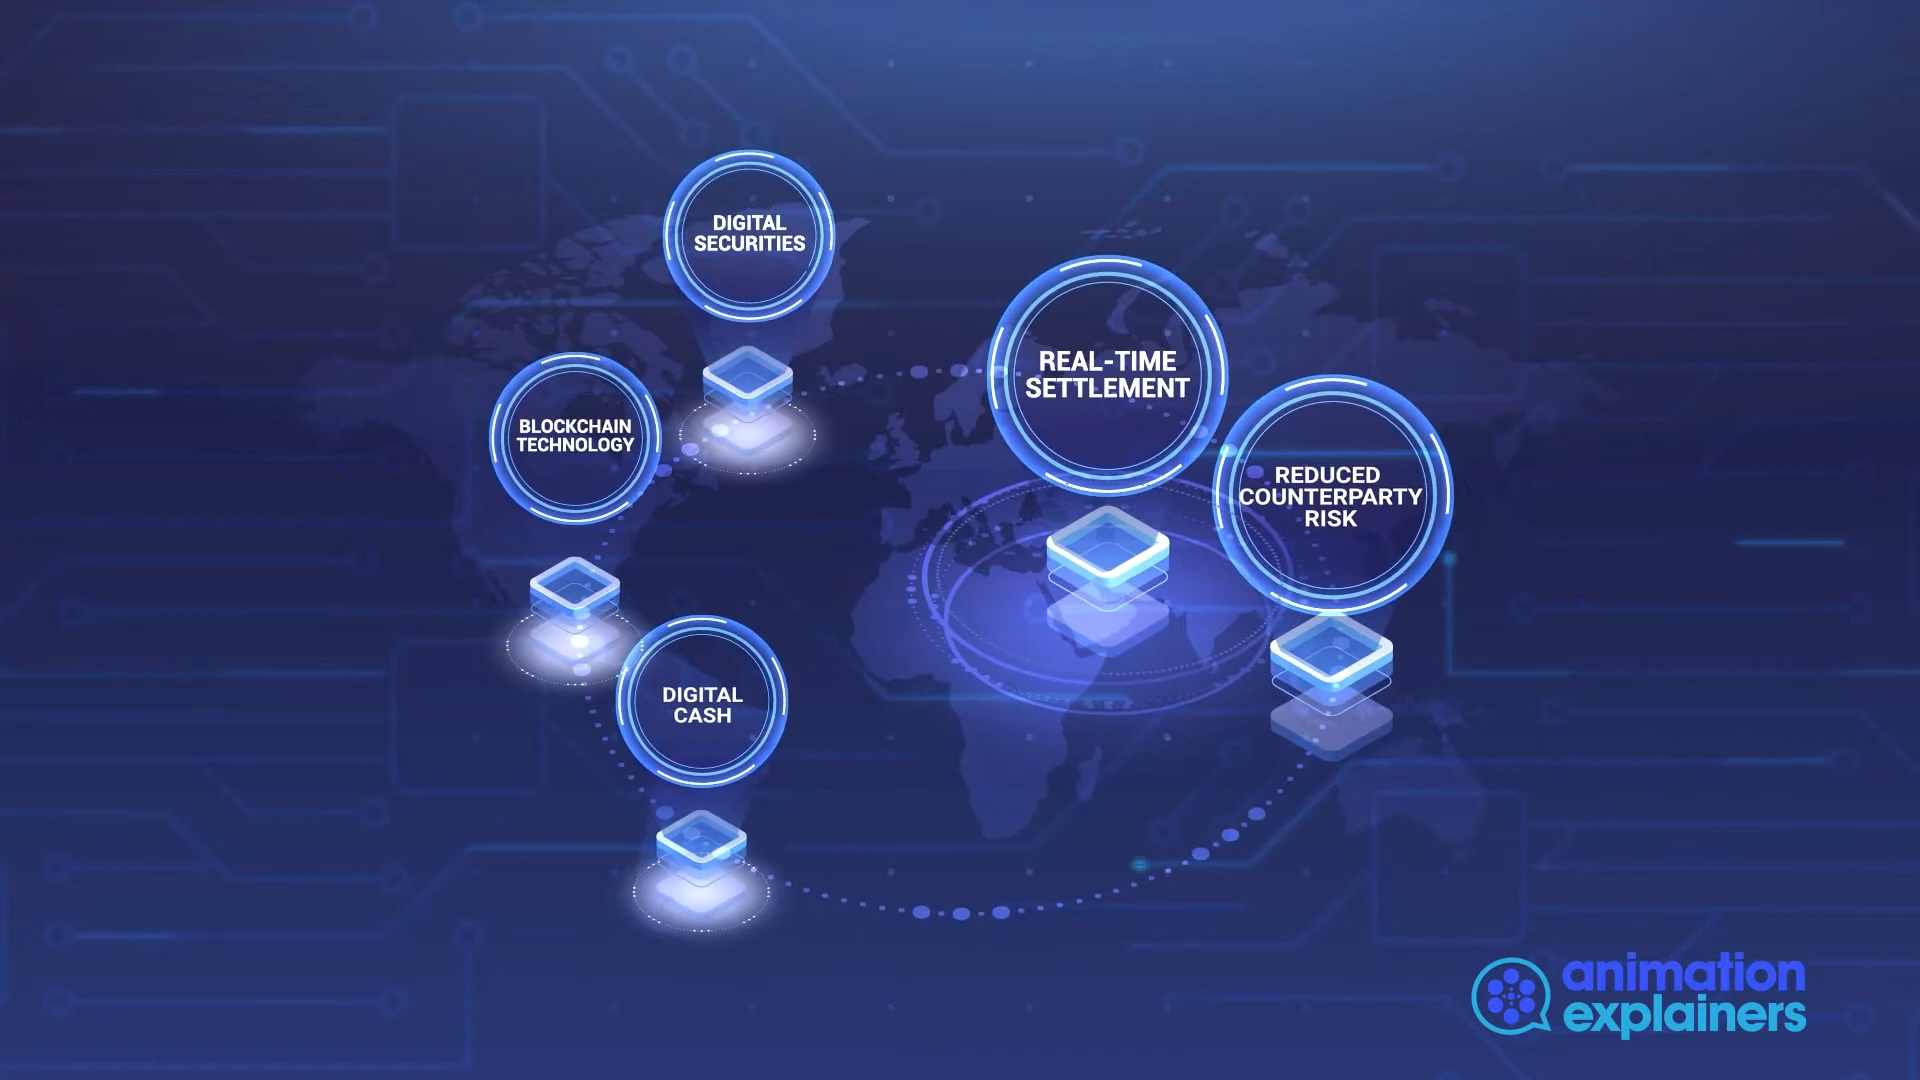 DIGITAL
SECURITIES
BLOCKCHAIN
TECHNOLOGY
DIGITAL
CASH
REAL-TIME
SETTLEMENT
REDUCED
COUNTERPARTY
RISK
animation
explainers